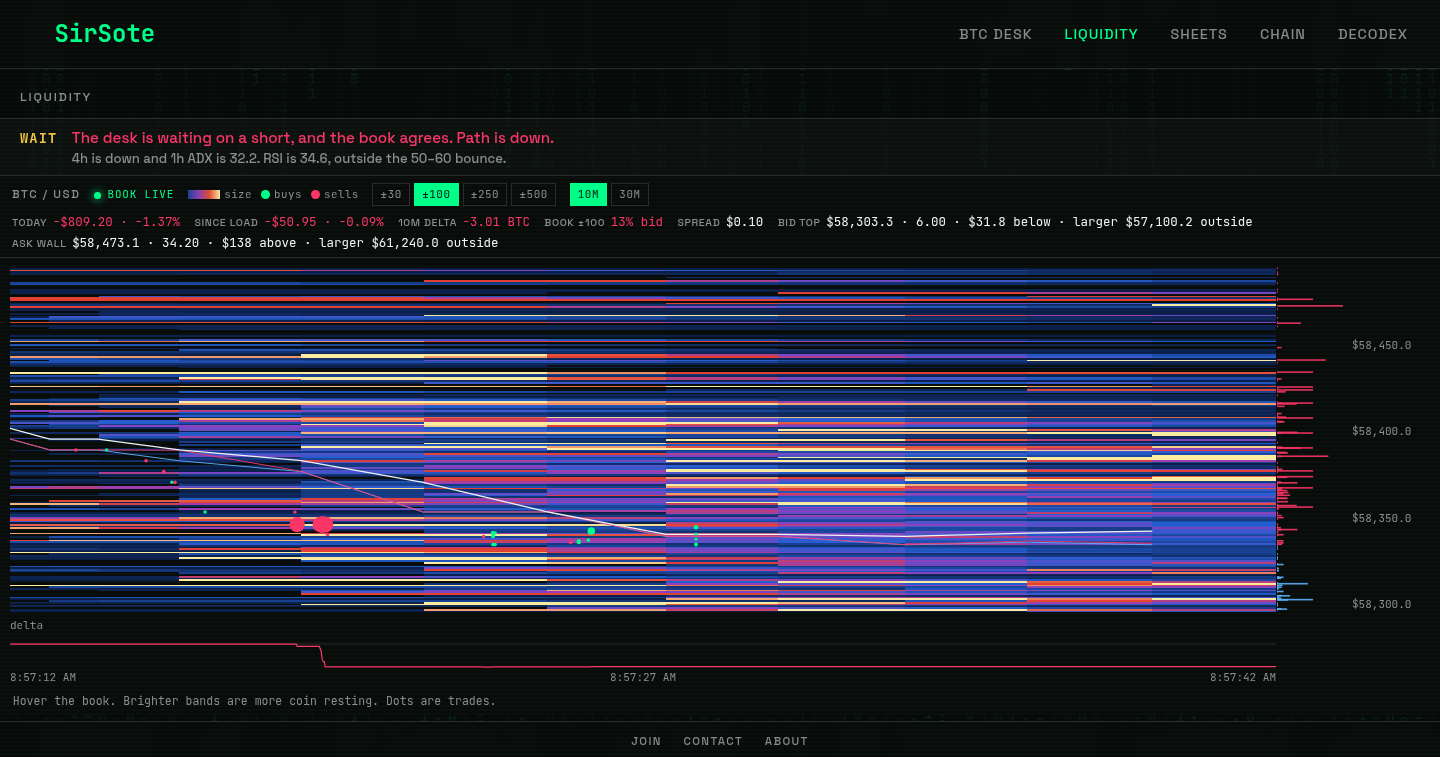 SirSote
BTC DESK LIQUIDITY SHEETS CHAIN DECODEX
LIQUIDITY
WAIT The desk is waiting on a short, and the book agrees. Path is down.
4h is down and 1h ADX is 32.2. RSI is 34.6, outside the 50–60 bounce.
BTC / USD BOOK LIVE size buys sells ±30 ±100 ±250 ±500 10M 30M
TODAY -$809.20 · -1.37% SINCE LOAD -$50.95 · -0.09% 10M DELTA -3.01 BTC BOOK ±100 13% bid SPREAD $0.10 BID TOP $58,303.3 · 6.00 · $31.8 below · larger $57,100.2 outside
ASK WALL $58,473.1 · 34.20 · $138 above · larger $61,240.0 outside
$58,450.0
$58,400.0
$58,350.0
$58,300.0
delta
8:57:12 AM 8:57:27 AM 8:57:42 AM
Hover the book. Brighter bands are more coin resting. Dots are trades.
JOIN CONTACT ABOUT